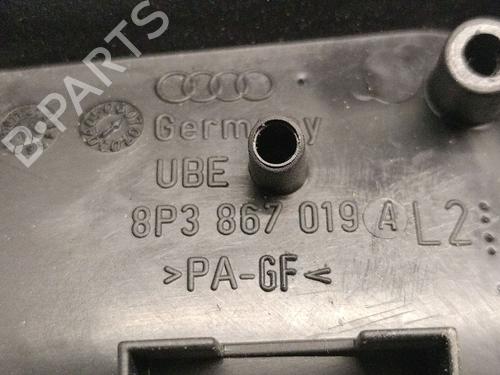 B-PARTS
Germany
UBE
8P3 867 019 A L2
>PA-GF<